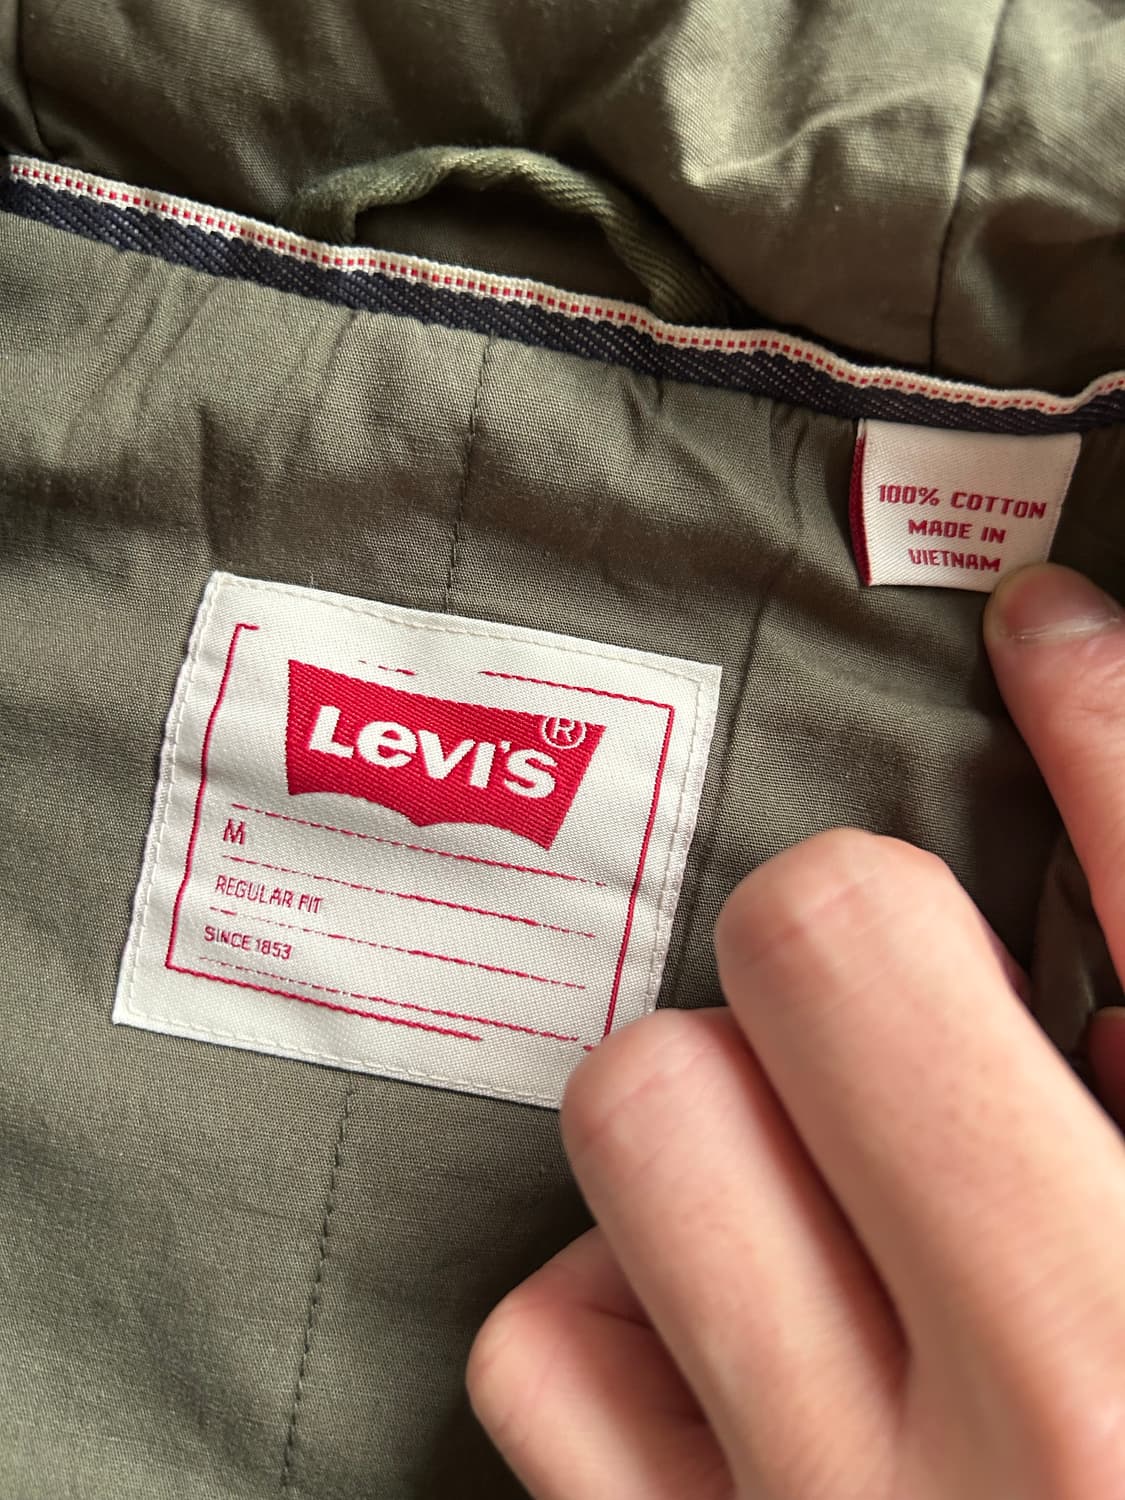 100% COTTON
MADE IN
VIETNAM
LEVI'S®
M
REGULAR FIT
SINCE 1853